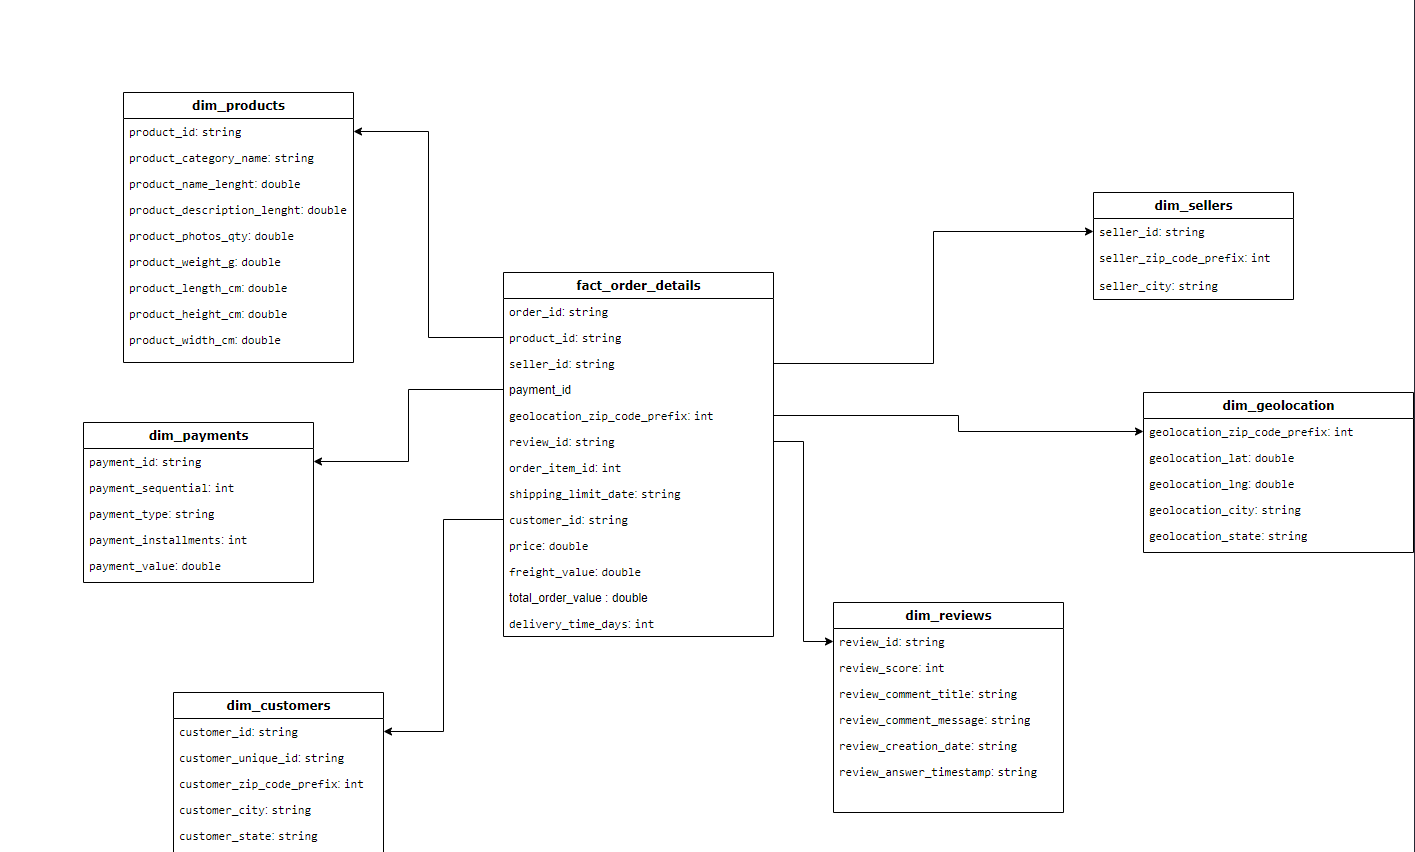 dim_products
product_id: string
product_category_name: string
product_name_lenght: double
product_description_lenght: double
product_photos_qty: double
product_weight_g: double
product_length_cm: double
product_height_cm: double
product_width_cm: double
dim_payments
payment_id: string
payment_sequential: int
payment_type: string
payment_installments: int
payment_value: double
dim_customers
customer_id: string
customer_unique_id: string
customer_zip_code_prefix: int
customer_city: string
customer_state: string
fact_order_details
order_id: string
product_id: string
seller_id: string
payment_id
geolocation_zip_code_prefix: int
review_id: string
order_item_id: int
shipping_limit_date: string
customer_id: string
price: double
freight_value: double
total_order_value : double
delivery_time_days: int
dim_sellers
seller_id: string
seller_zip_code_prefix: int
seller_city: string
dim_geolocation
geolocation_zip_code_prefix: int
geolocation_lat: double
geolocation_lng: double
geolocation_city: string
geolocation_state: string
dim_reviews
review_id: string
review_score: int
review_comment_title: string
review_comment_message: string
review_creation_date: string
review_answer_timestamp: string